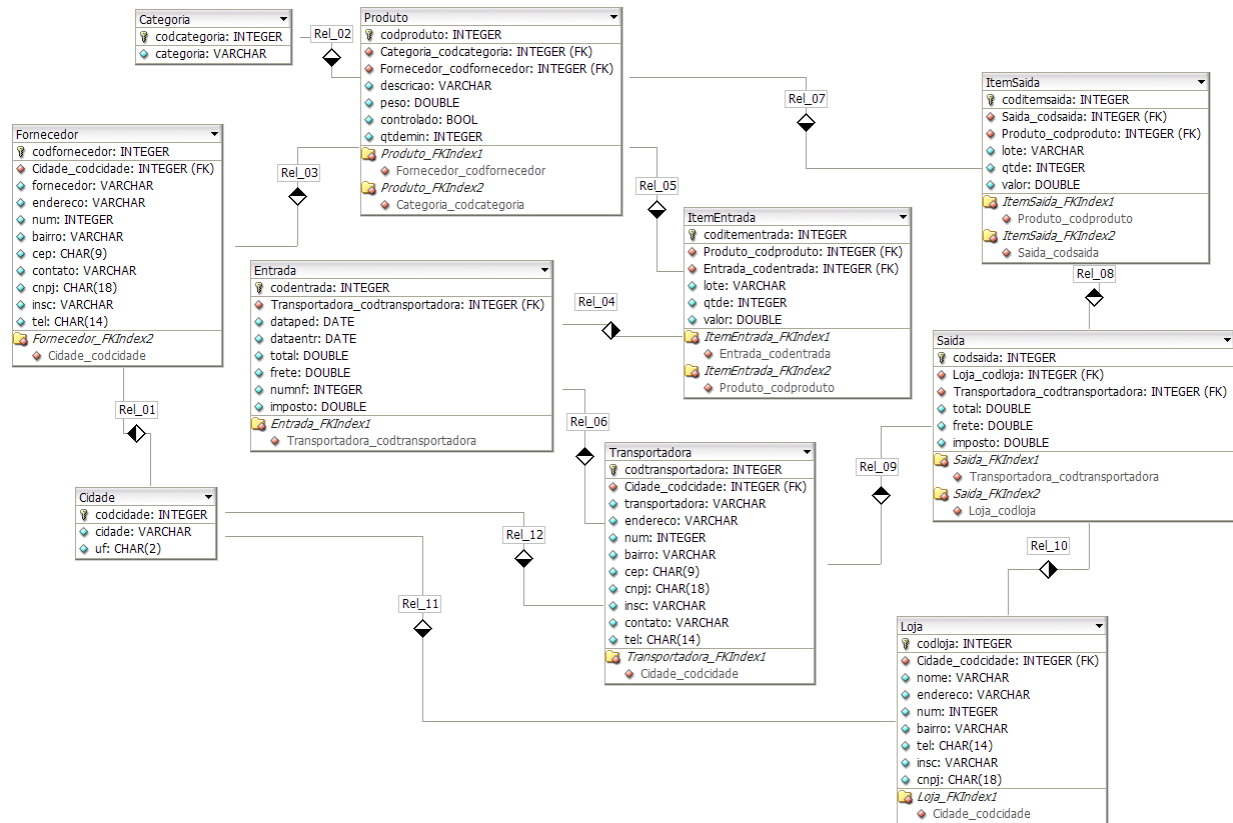 Categoria
codcategoria: INTEGER
categoria: VARCHAR
Rel_02
Produto
codproduto: INTEGER
Categoria_codcategoria: INTEGER (FK)
Fornecedor_codfornecedor: INTEGER (FK)
descricao: VARCHAR
peso: DOUBLE
controlado: BOOL
qtdemin: INTEGER
Produto_FKIndex1
Fornecedor_codfornecedor
Produto_FKIndex2
Categoria_codcategoria
Rel_07
ItemSaida
coditemsaida: INTEGER
Saida_codsaida: INTEGER (FK)
Produto_codproduto: INTEGER (FK)
lote: VARCHAR
qtde: INTEGER
valor: DOUBLE
ItemSaida_FKIndex1
Produto_codproduto
ItemSaida_FKIndex2
Saida_codsaida
Fornecedor
codfornecedor: INTEGER
Cidade_codcidade: INTEGER (FK)
fornecedor: VARCHAR
endereco: VARCHAR
num: INTEGER
bairro: VARCHAR
cep: CHAR(9)
contato: VARCHAR
cnpj: CHAR(18)
insc: VARCHAR
tel: CHAR(14)
Fornecedor_FKIndex2
Cidade_codcidade
Rel_03
Rel_05
ItemEntrada
coditementrada: INTEGER
Produto_codproduto: INTEGER (FK)
Entrada_codentrada: INTEGER (FK)
lote: VARCHAR
qtde: INTEGER
valor: DOUBLE
ItemEntrada_FKIndex1
Entrada_codentrada
ItemEntrada_FKIndex2
Produto_codproduto
Entrada
codentrada: INTEGER
Transportadora_codtransportadora: INTEGER (FK)
dataped: DATE
dataentr: DATE
total: DOUBLE
frete: DOUBLE
numnf: INTEGER
imposto: DOUBLE
Entrada_FKIndex1
Transportadora_codtransportadora
Rel_04
Rel_08
Saida
codsaida: INTEGER
Loja_codloja: INTEGER (FK)
Transportadora_codtransportadora: INTEGER (FK)
total: DOUBLE
frete: DOUBLE
imposto: DOUBLE
Saida_FKIndex1
Transportadora_codtransportadora
Saida_FKIndex2
Loja_codloja
Rel_01
Rel_06
Transportadora
codtransportadora: INTEGER
Cidade_codcidade: INTEGER (FK)
transportadora: VARCHAR
endereco: VARCHAR
num: INTEGER
bairro: VARCHAR
cep: CHAR(9)
cnpj: CHAR(18)
insc: VARCHAR
contato: VARCHAR
tel: CHAR(14)
Transportadora_FKIndex1
Cidade_codcidade
Rel_09
Cidade
codcidade: INTEGER
cidade: VARCHAR
uf: CHAR(2)
Rel_12
Rel_10
Rel_11
Loja
codloja: INTEGER
Cidade_codcidade: INTEGER (FK)
nome: VARCHAR
endereco: VARCHAR
num: INTEGER
bairro: VARCHAR
tel: CHAR(14)
insc: VARCHAR
cnpj: CHAR(18)
Loja_FKIndex1
Cidade_codcidade